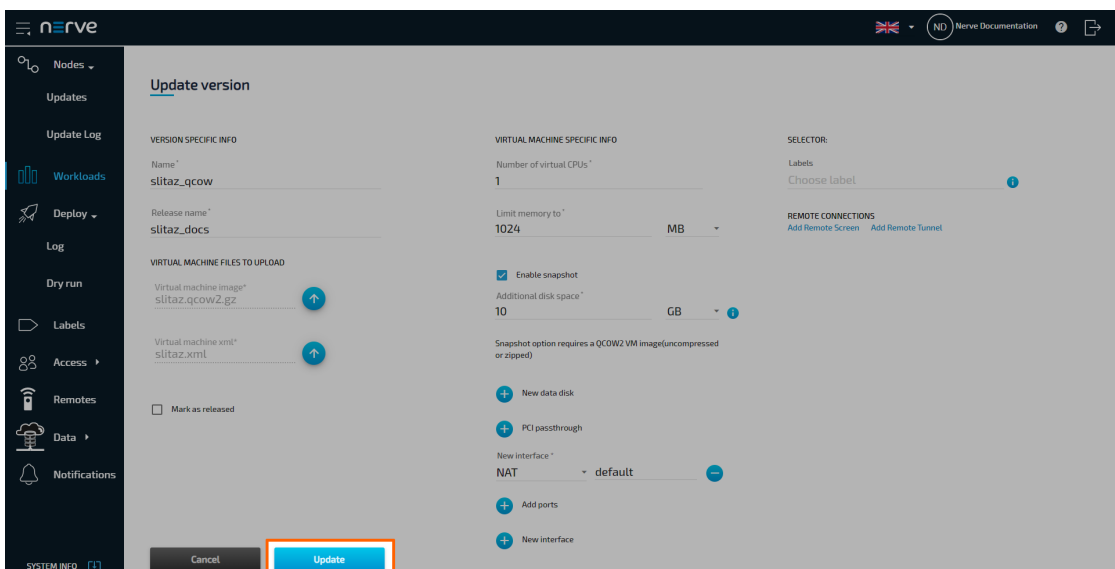 nerve
ND Nerve Documentation ?
Nodes
Updates
Update Log
Workloads
Deploy
Log
Dry run
Labels
Access
Remotes
Data
Notifications
SYSTEM INFO
Update version
VERSION SPECIFIC INFO
Name*
slitaz_qcow
Release name*
slitaz_docs
VIRTUAL MACHINE FILES TO UPLOAD
Virtual machine image*
slitaz.qcow2.gz
Virtual machine xml*
slitaz.xml
Mark as released
Cancel
Update
VIRTUAL MACHINE SPECIFIC INFO
Number of virtual CPUs*
1
Limit memory to*
1024 MB
Enable snapshot
Additional disk space*
10 GB
Snapshot option requires a QCOW2 VM image(uncompressed
or zipped)
New data disk
PCI passthrough
New interface *
NAT default
Add ports
New interface
SELECTOR:
Labels
Choose label
REMOTE CONNECTIONS
Add Remote Screen Add Remote Tunnel